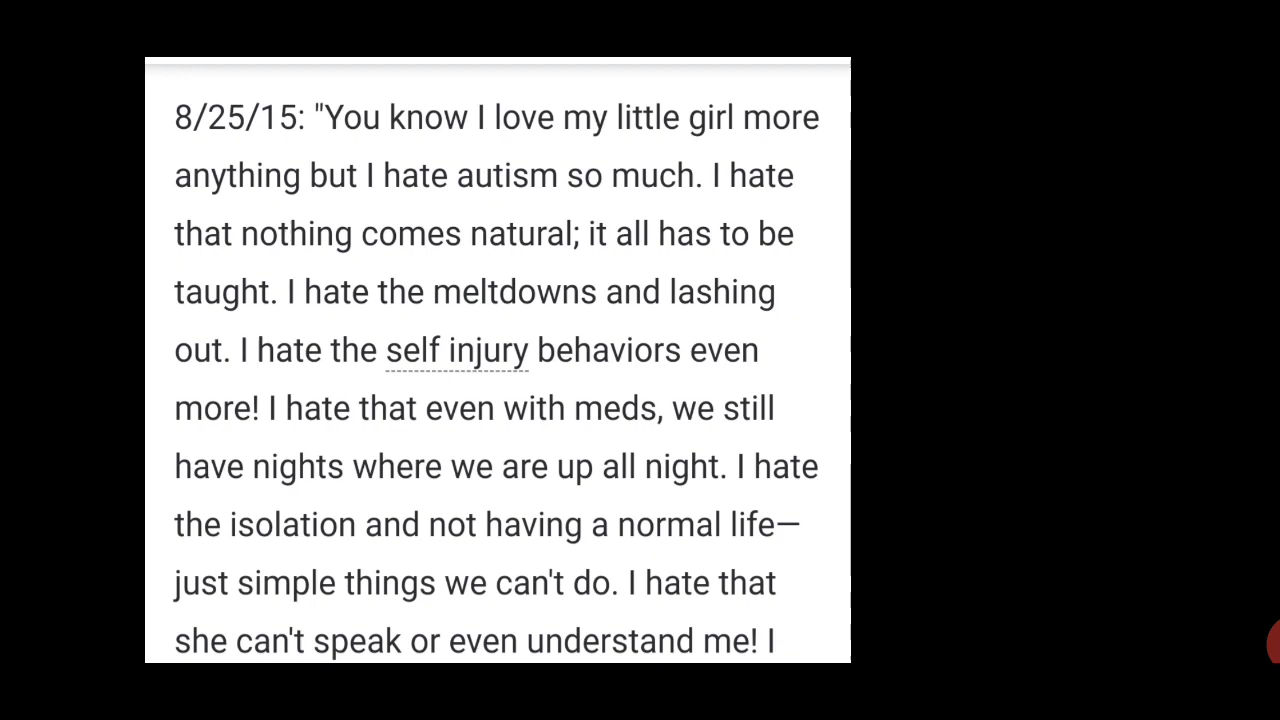 8/25/15: "You know I love my little girl more
anything but I hate autism so much. I hate
that nothing comes natural; it all has to be
taught. I hate the meltdowns and lashing
out. I hate the self injury behaviors even
more! I hate that even with meds, we still
have nights where we are up all night. I hate
the isolation and not having a normal life—
just simple things we can't do. I hate that
she can't speak or even understand me! I